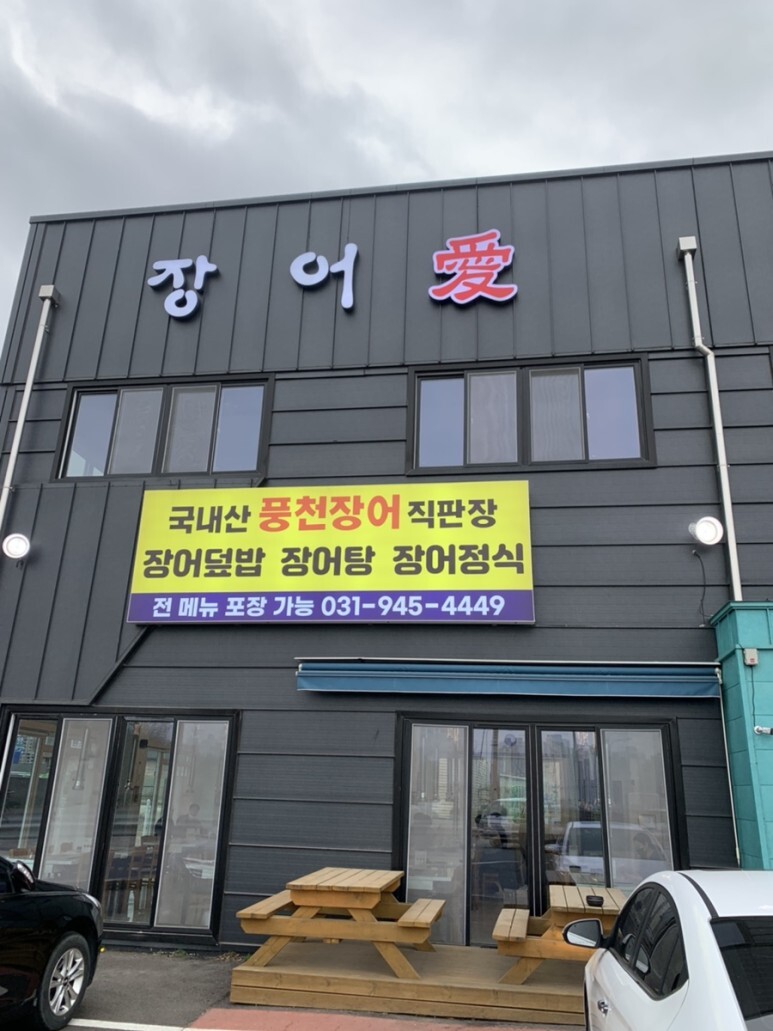 장어愛
국내산 풍천장어 직판장
장어덮밥 장어탕 장어정식
전 메뉴 포장 가능 031-945-4449